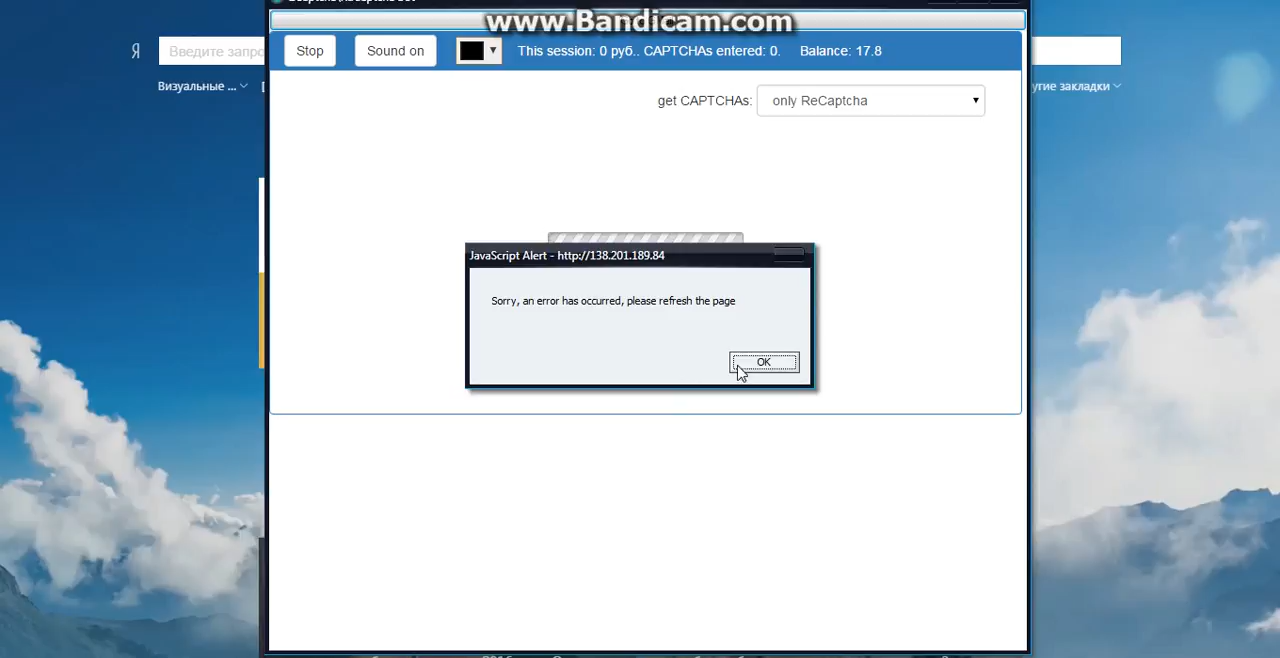 www.Bandicam.com
Я
Введите запро
Stop
Sound on
This session: 0 руб.. CAPTCHAs entered: 0.
Balance: 17.8
Визуальные ...
Другие закладки
get CAPTCHAs:
only ReCaptcha
JavaScript Alert - http://138.201.189.84
Sorry, an error has occurred, please refresh the page
OK